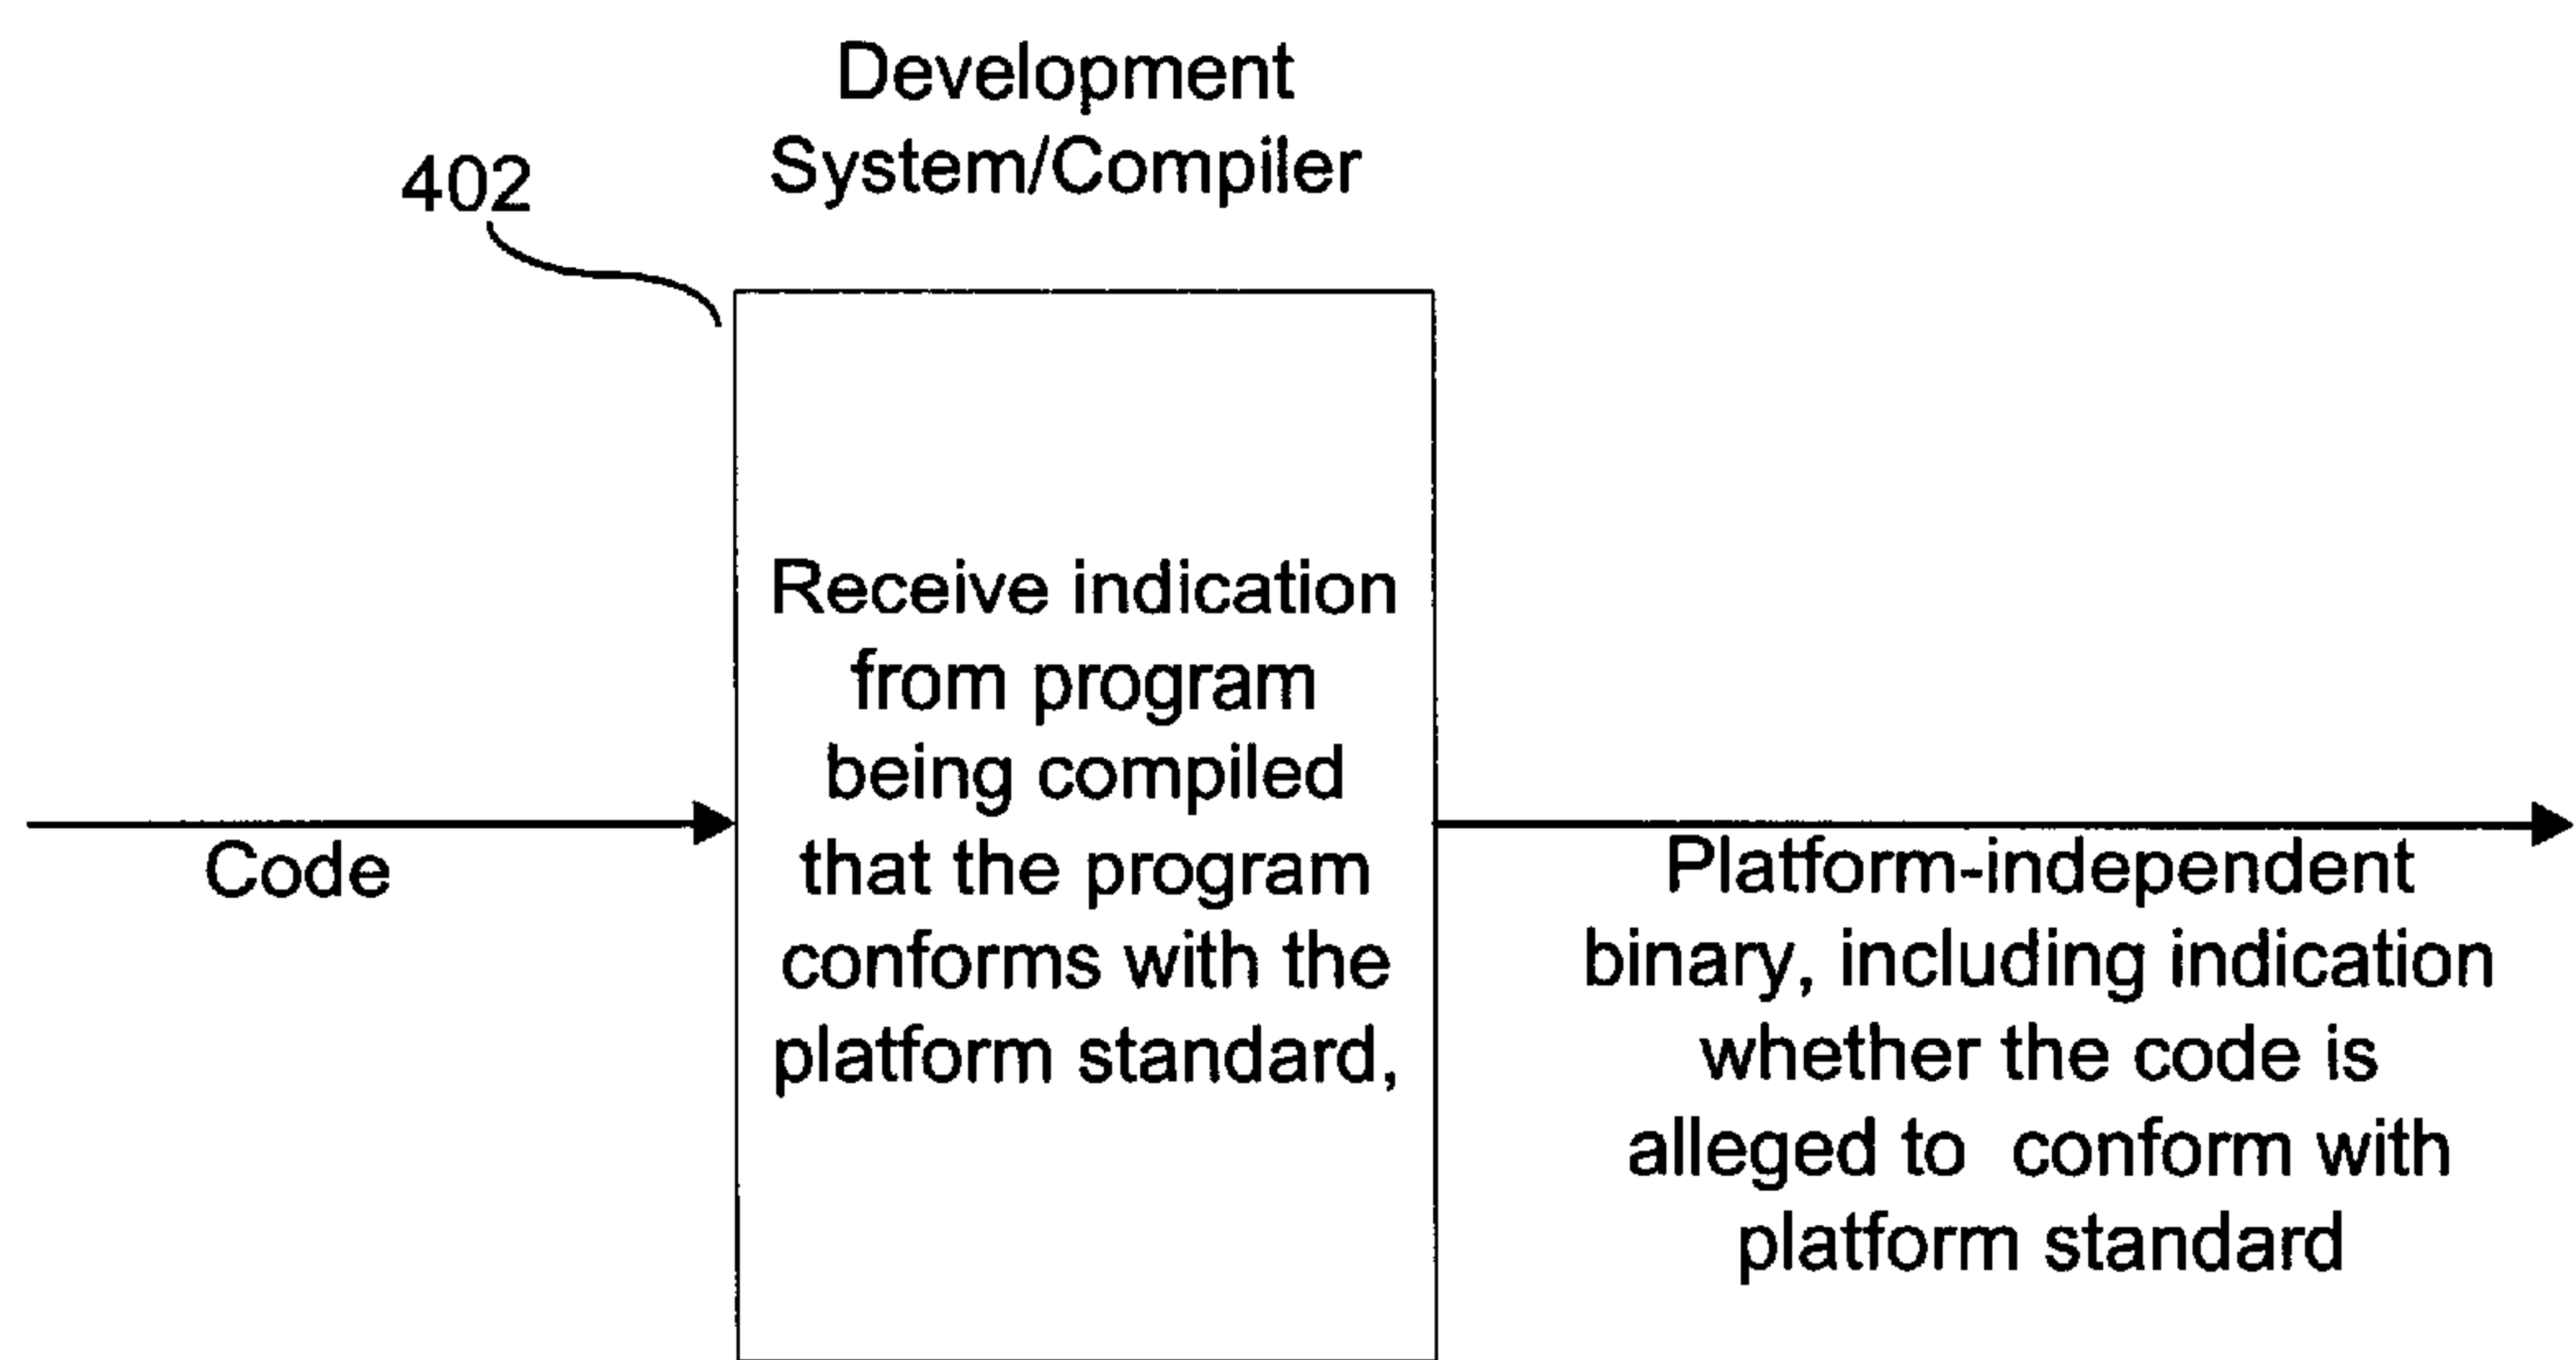 Development
System/Compiler
402
Receive indication
from program
being compiled
that the program
conforms with the
platform standard,
Code
Platform-independent
binary, including indication
whether the code is
alleged to conform with
platform standard